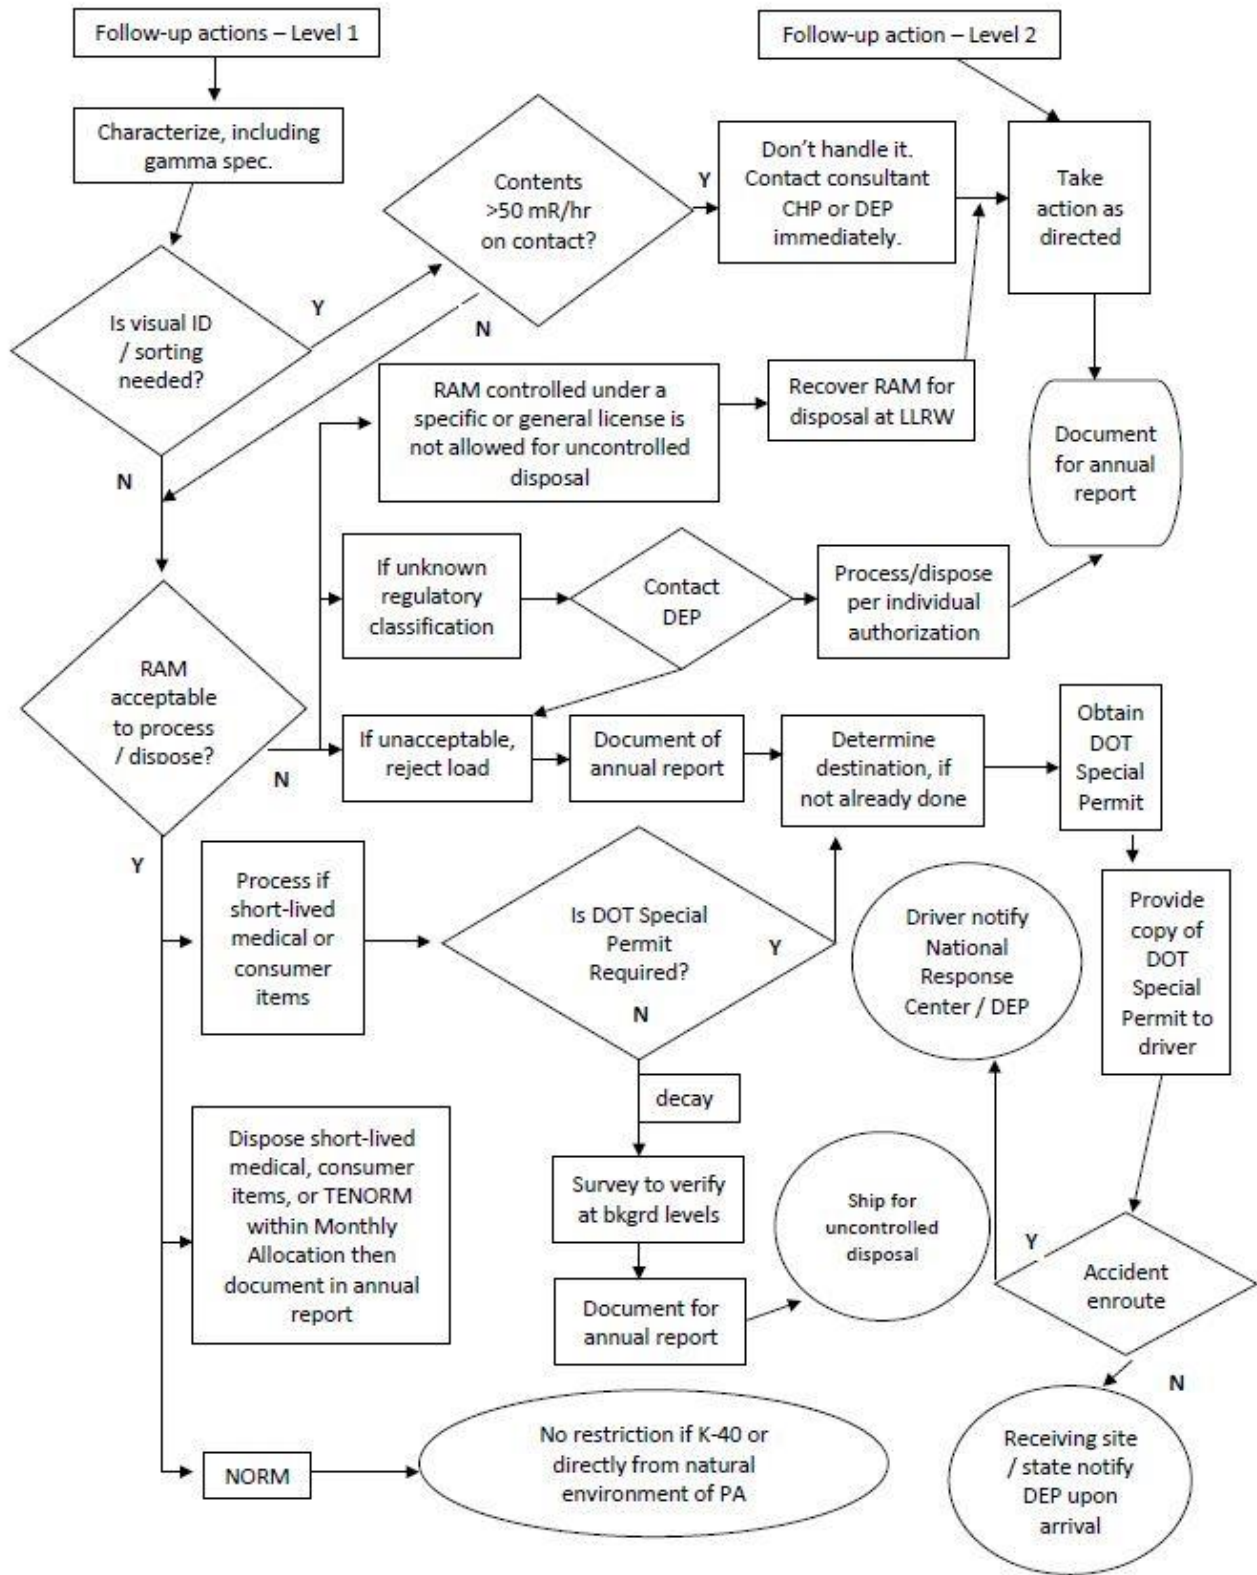 Follow-up actions – Level 1
Follow-up action – Level 2
Characterize, including
gamma spec.
Contents
>50 mR/hr
on contact?
Y
Don't handle it.
Contact consultant
CHP or DEP
immediately.
Take
action as
directed
Is visual ID
/ sorting
needed?
Y
N
N
RAM controlled under a
specific or general license is
not allowed for uncontrolled
disposal
Recover RAM for
disposal at LLRW
Document
for annual
report
If unknown
regulatory
classification
Contact
DEP
Process/dispose
per individual
authorization
RAM
acceptable
to process
/ dispose?
N
Y
If unacceptable,
reject load
Document of
annual report
Determine
destination, if
not already done
Obtain
DOT
Special
Permit
Process if
short-lived
medical or
consumer
items
Is DOT Special
Permit
Required?
Y
N
Driver notify
National
Response
Center / DEP
Provide
copy of
DOT
Special
Permit to
driver
decay
Dispose short-lived
medical, consumer
items, or TENORM
within Monthly
Allocation then
document in annual
report
Survey to verify
at bkgrd levels
Ship for
uncontrolled
disposal
Document for
annual report
Y
Accident
enroute
N
NORM
No restriction if K-40 or
directly from natural
environment of PA
Receiving site
/ state notify
DEP upon
arrival